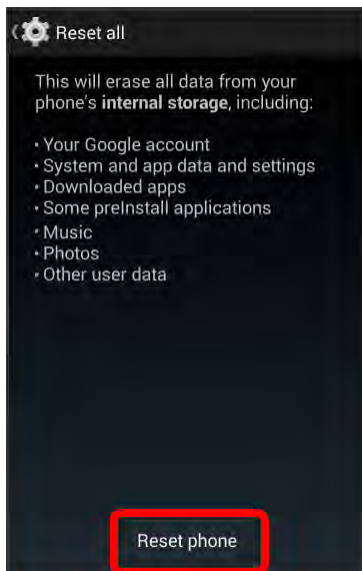 Reset all
This will erase all data from your
phone's internal storage, including:
· Your Google account
· System and app data and settings
· Downloaded apps
· Some preInstall applications
· Music
· Photos
· Other user data
Reset phone